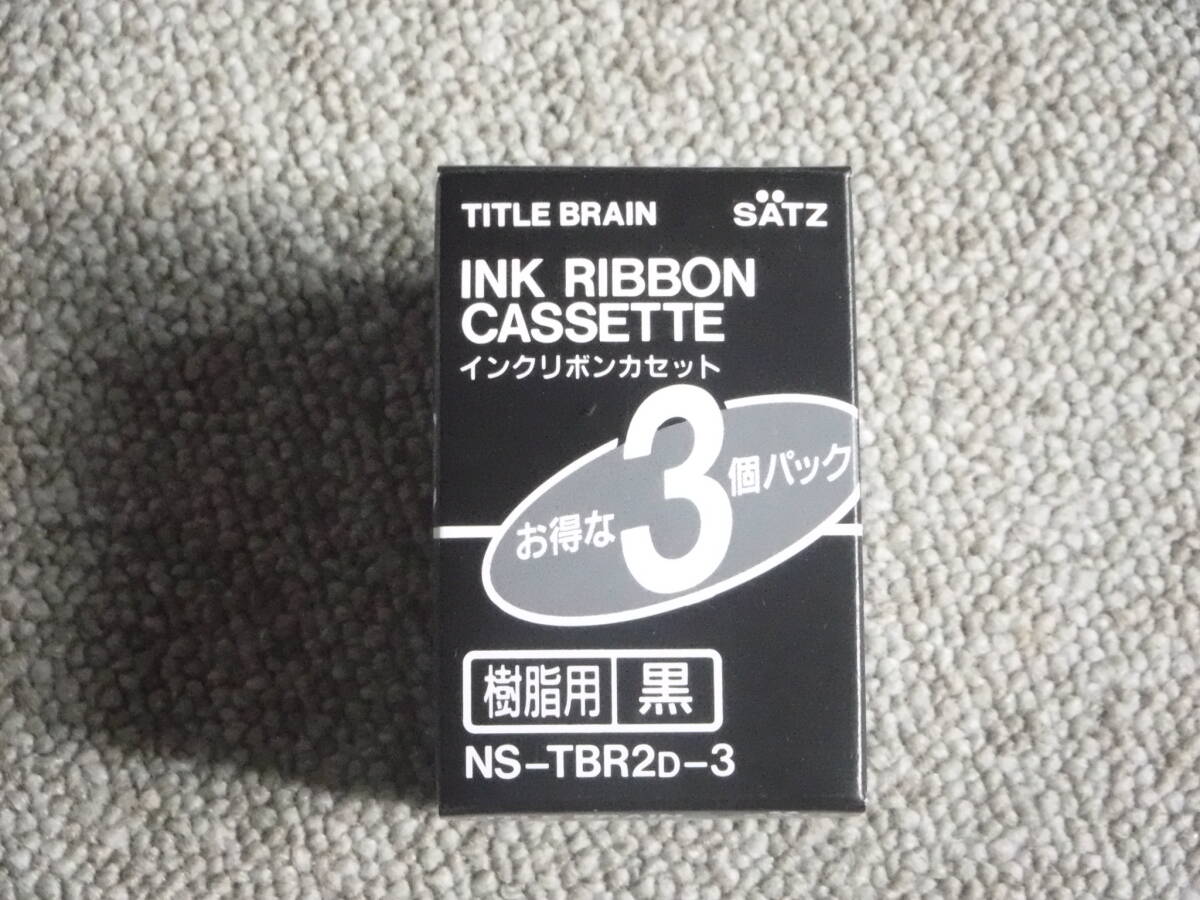 TITLE BRAIN SÄTZ
INK RIBBON
CASSETTE
インクリボンカセット
お得な3個パック
樹脂用 黒
NS-TBR2D-3